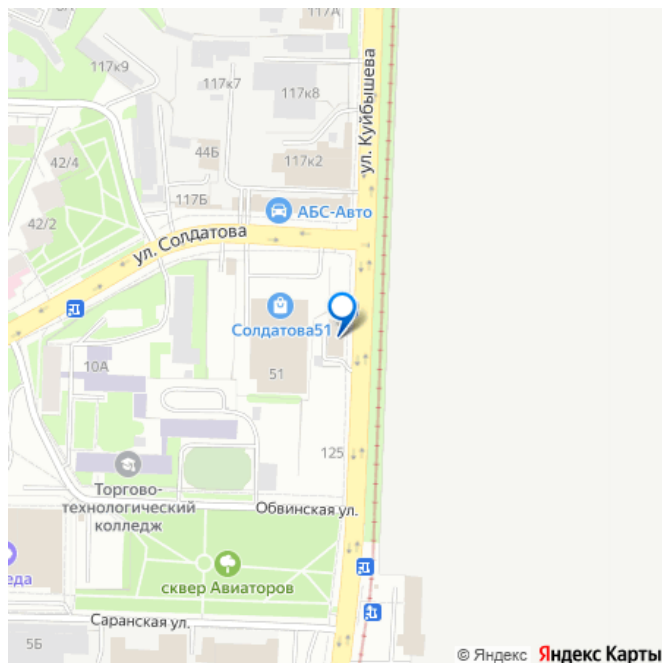 117А
117к9
117к7
117к8
ул. Куйбышева
44Б
117к2
42/4
117Б
АБС-Авто
42/2
ул. Солдатова
Солдатова51
10А
51
125
Торгово-
технологический
колледж
Обвинская ул.
еда
сквер Авиаторов
Саранская ул.
5Б
© Яндекс Яндекс Карты